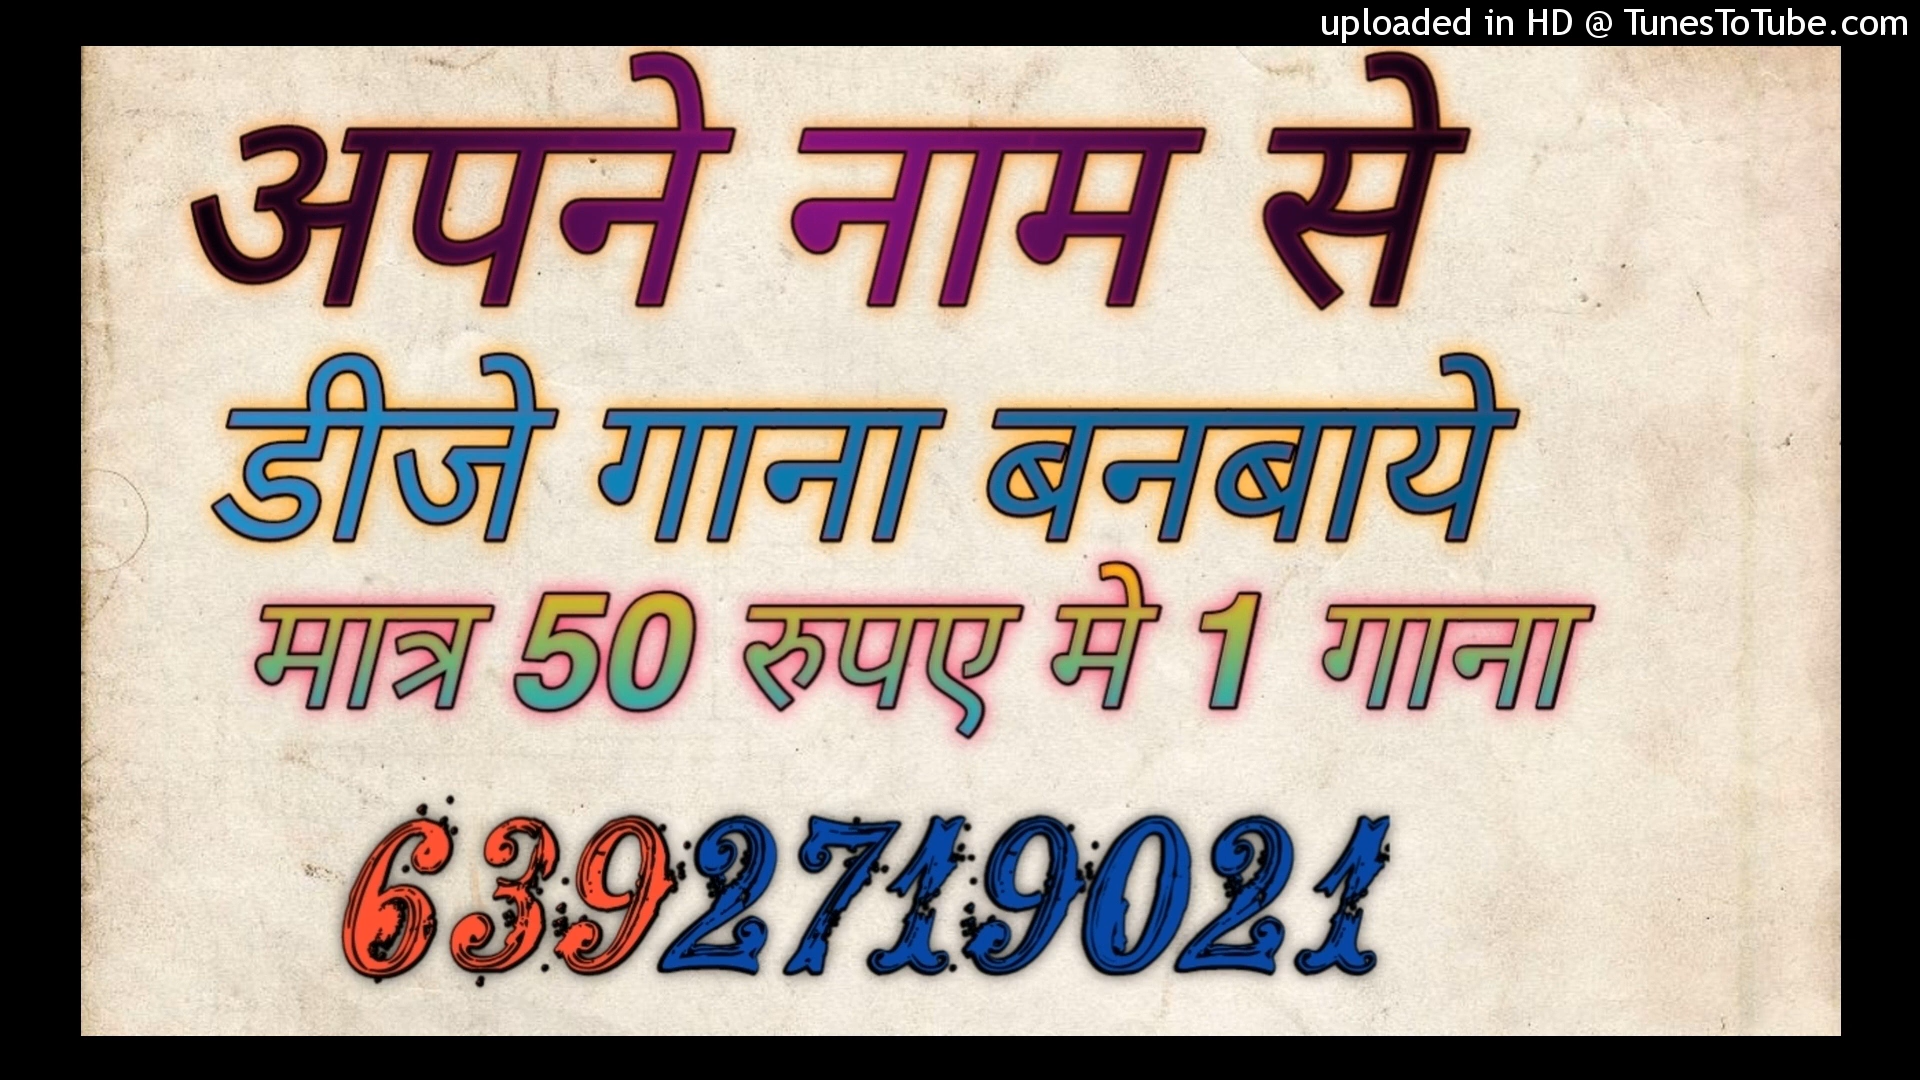 uploaded in HD @ TunesToTube.com
अपने नाम से
डीजे गाना बनबाये
मात्र 50 रुपए मे 1 गाना
6392719021